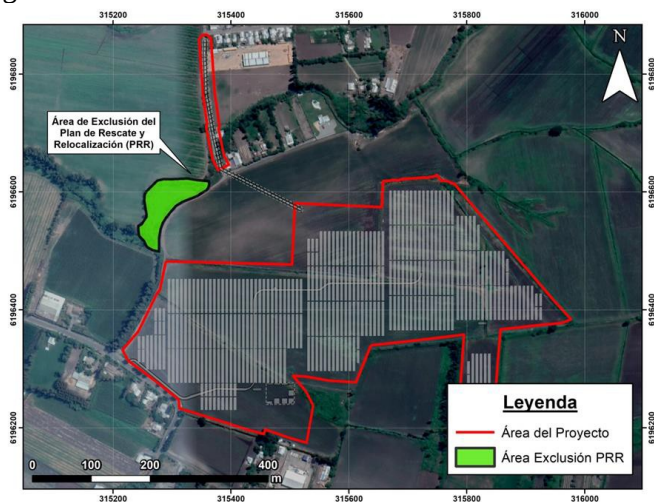 315200 315400 315600 315800 316000
6196800
N
Área de Exclusión del
Plan de Rescate y
Relocalización (PRR)
6196600
6196400
6196200
Leyenda
Área del Proyecto
Área Exclusión PRR
0 100 200 400
m
315200 315400 315600 315800 316000
6196800
6196600
6196400
6196200